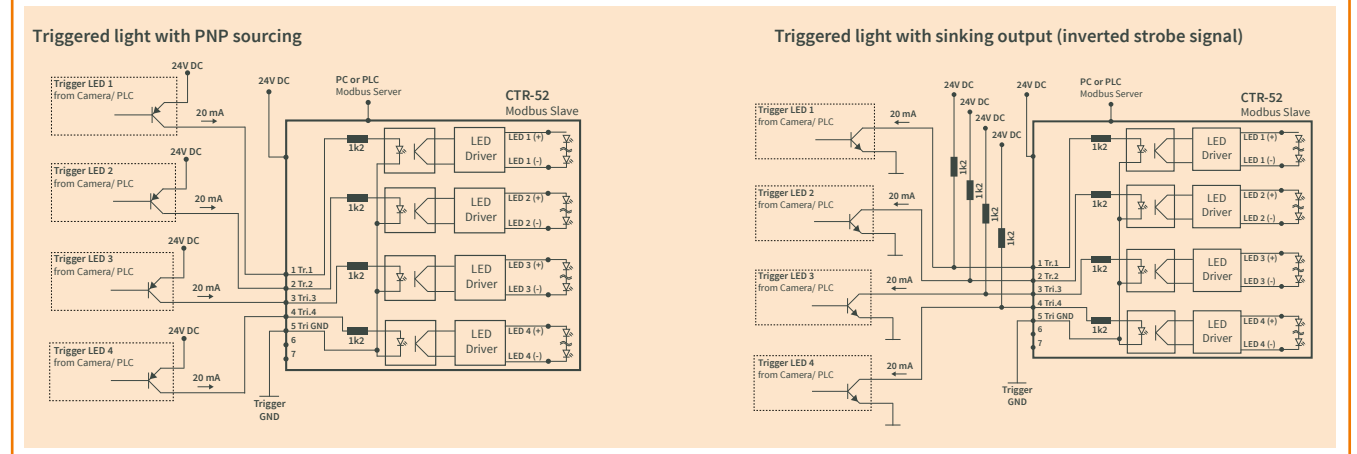 Triggered light with PNP sourcing
24V DC
Trigger LED 1
from Camera/ PLC
20 mA
24V DC
PC or PLC
Modbus Server
CTR-52
Modbus Slave
24V DC
Trigger LED 2
from Camera/ PLC
20 mA
24V DC
Trigger LED 3
from Camera/ PLC
20 mA
24V DC
Trigger LED 4
from Camera/ PLC
20 mA
1k2
LED
Driver
LED 1 (+)
LED 1 (-)
1k2
LED
Driver
LED 2 (+)
LED 2 (-)
1k2
LED
Driver
LED 3 (+)
LED 3 (-)
1k2
LED
Driver
LED 4 (+)
LED 4 (-)
1 Tr.1
2 Tr.2
3 Tri.3
4 Tri.4
5 Tri GND
6
7
Trigger
GND
Triggered light with sinking output (inverted strobe signal)
Trigger LED 1
from Camera/ PLC
20 mA
24V DC
24V DC
24V DC
24V DC
24V DC
PC or PLC
Modbus Server
CTR-52
Modbus Slave
Trigger LED 2
from Camera/ PLC
20 mA
Trigger LED 3
from Camera/ PLC
20 mA
Trigger LED 4
from Camera/ PLC
20 mA
1k2
1k2
1k2
1k2
1k2
LED
Driver
LED 1 (+)
LED 1 (-)
1k2
LED
Driver
LED 2 (+)
LED 2 (-)
1k2
LED
Driver
LED 3 (+)
LED 3 (-)
1k2
LED
Driver
LED 4 (+)
LED 4 (-)
1 Tr.1
2 Tr.2
3 Tri.3
4 Tri.4
5 Tri GND
6
7
Trigger
GND